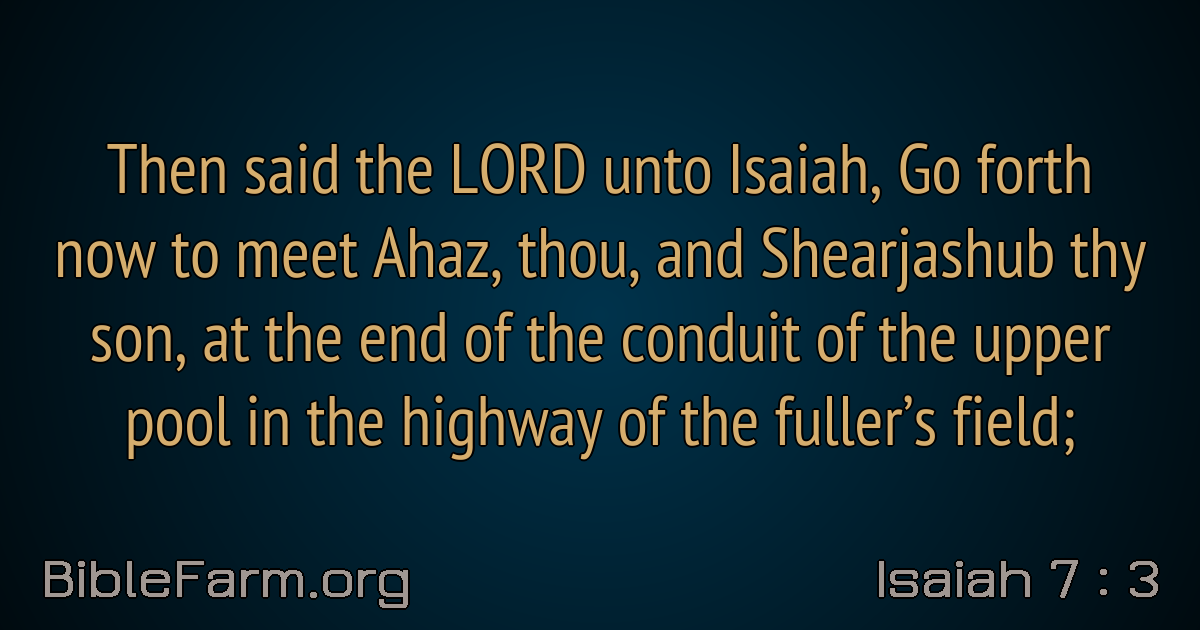 Then said the LORD unto Isaiah, Go forth
now to meet Ahaz, thou, and Shearjashub thy
son, at the end of the conduit of the upper
pool in the highway of the fuller’s field;
BibleFarm.org
Isaiah 7 : 3